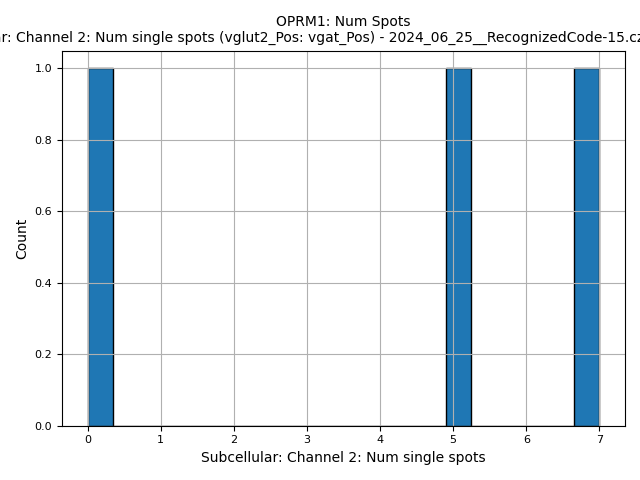 OPRM1: Num Spots
r: Channel 2: Num single spots (vglut2_Pos: vgat_Pos) - 2024_06_25__RecognizedCode-15.cz
1.0
0.8
0.6
0.4
0.2
0.0
Count
0 1 2 3 4 5 6 7
Subcellular: Channel 2: Num single spots